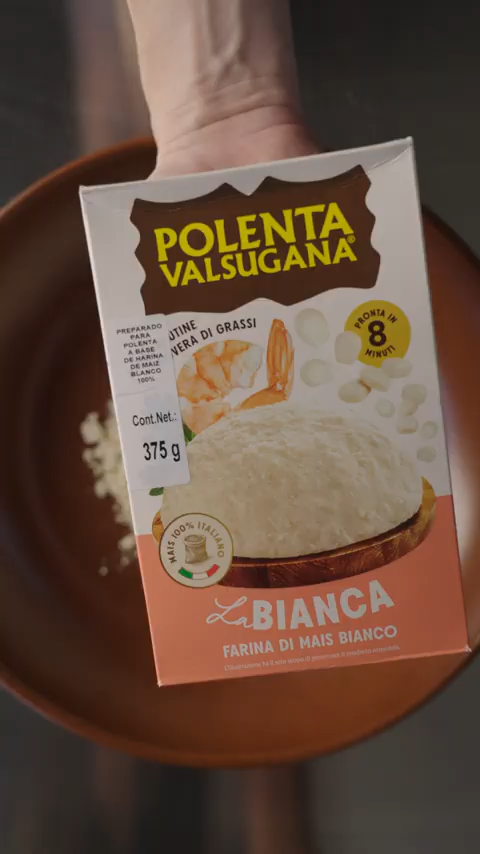 POLENTA
VALSUGANA®
PRONTA IN
8
MINUTI
VERA DI GRASSI
PREPARADO
PARA
POLENTA
A BASE
DE HARINA
DE MAIZ
BLANCO
100%
Cont.Net.:
375 g
MAIS 100% ITALIANO
La BIANCA
FARINA DI MAIS BIANCO